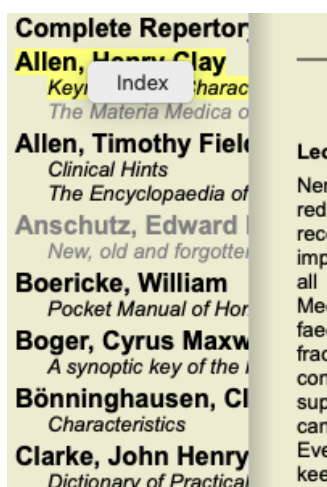 Complete Repertory
Allen, Henry Clay
Index
The Materia Medica o
Allen, Timothy Field
Clinical Hints
The Encyclopaedia of
Anschutz, Edward
New, old and forgotten
Boericke, William
Pocket Manual of Hom
Boger, Cyrus Maxw
A synoptic key of the
Bönninghausen, Cl
Characteristics
Clarke, John Henry
Dictionary of Practical
Lec
Ner
red
reco
imp
all
Med
faec
frac
con
sup
can
Eve
kee